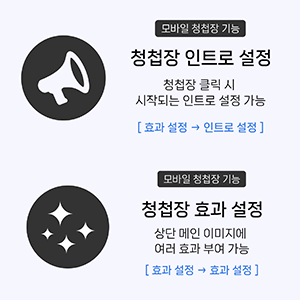 모바일 청첩장 기능
청첩장 인트로 설정
청첩장 클릭 시
시작되는 인트로 설정 가능
[ 효과 설정 → 인트로 설정 ]
모바일 청첩장 기능
청첩장 효과 설정
상단 메인 이미지에
여러 효과 부여 가능
[ 효과 설정 → 효과 설정 ]